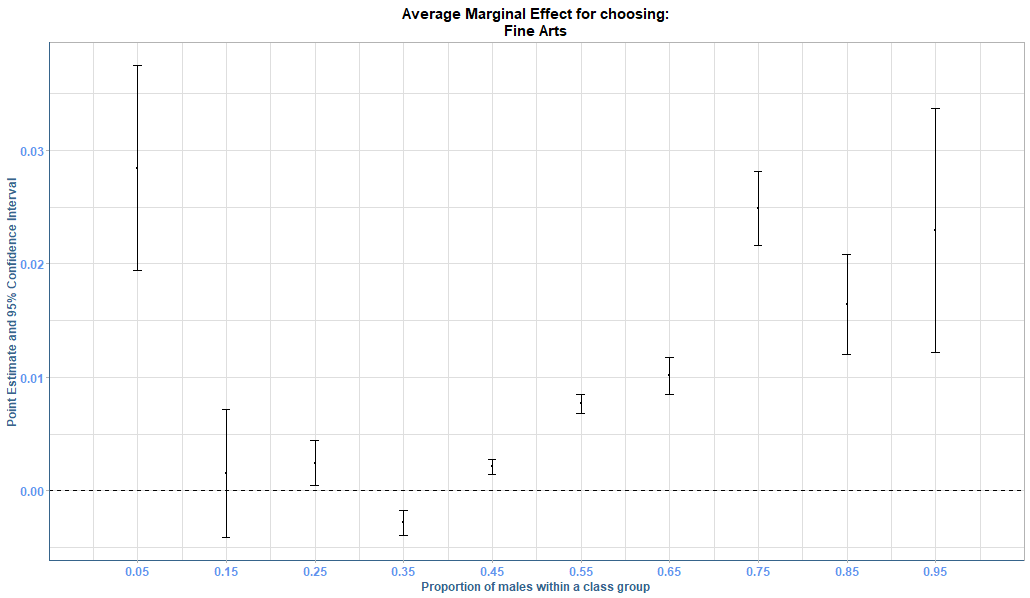 Average Marginal Effect for choosing:
Fine Arts
Point Estimate and 95% Confidence Interval
0.03
0.02
0.01
0.00
0.05 0.15 0.25 0.35 0.45 0.55 0.65 0.75 0.85 0.95
Proportion of males within a class group